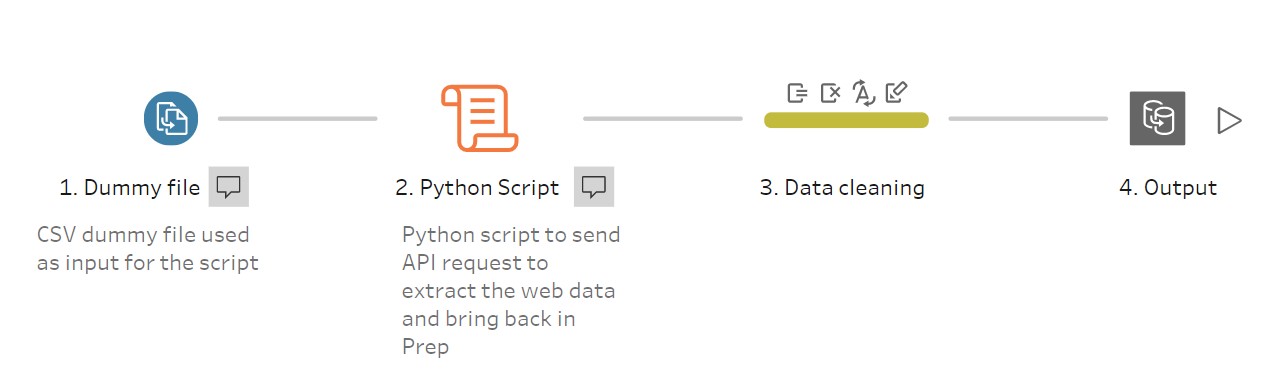 1. Dummy file
2. Python Script
3. Data cleaning
4. Output
CSV dummy file used
as input for the script
Python script to send
API request to
extract the web data
and bring back in
Prep